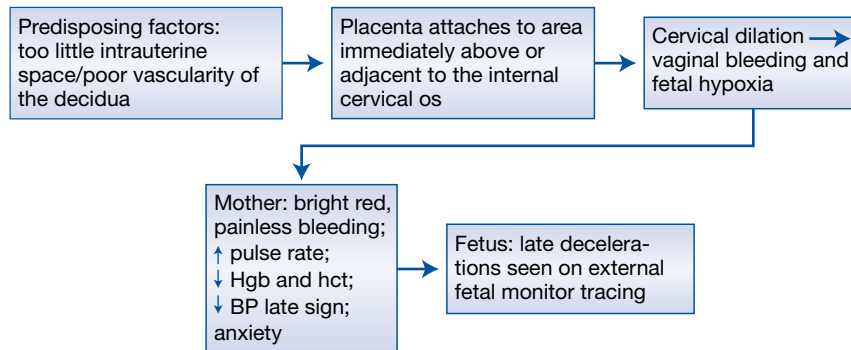 Predisposing factors:
too little intrauterine
space/poor vascularity of
the decidua
Placenta attaches to area
immediately above or
adjacent to the internal
cervical os
Cervical dilation →
vaginal bleeding and
fetal hypoxia
Mother: bright red,
painless bleeding;
↑ pulse rate;
↓ Hgb and hct;
↓ BP late sign;
anxiety
Fetus: late decelera-
tions seen on external
fetal monitor tracing